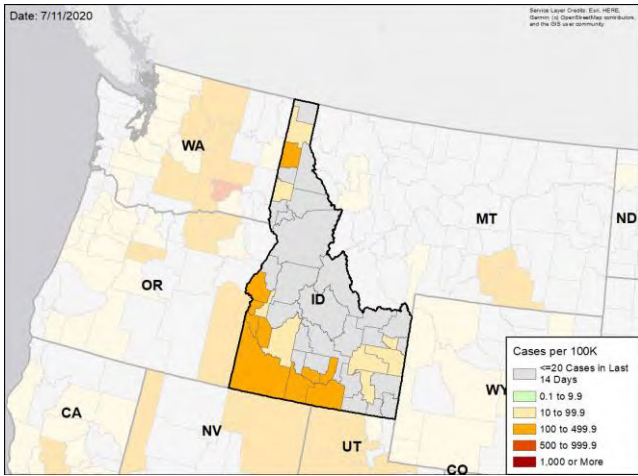 Date: 7/11/2020
Service Layer Credits: Esri, HERE,
Garmin, (c) OpenStreetMap contributors,
and the GIS user community
WA
MT
ND
OR
ID
WY
CA
NV
UT
CO
Cases per 100K
<=20 Cases in Last
14 Days
0.1 to 9.9
10 to 99.9
100 to 499.9
500 to 999.9
1,000 or More